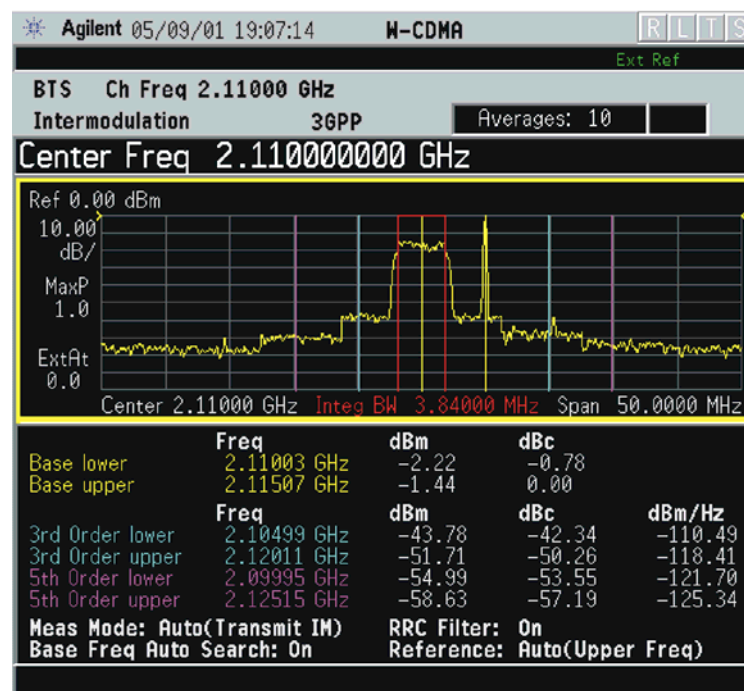 Agilent 05/09/01 19:07:14 W-CDMA R L T S
Ext Ref
BTS Ch Freq 2.11000 GHz
Intermodulation 3GPP Averages: 10
Center Freq 2.110000000 GHz
Ref 0.00 dBm
10.00
dB/
MaxP
1.0
ExtAt
0.0
Center 2.11000 GHz Integ BW 3.84000 MHz Span 50.0000 MHz
Freq dBm dBc
Base lower 2.11003 GHz -2.22 -0.78
Base upper 2.11507 GHz -1.44 0.00
Freq dBm dBc dBm/Hz
3rd Order lower 2.10499 GHz -43.78 -42.34 -110.49
3rd Order upper 2.12011 GHz -51.71 -50.26 -118.41
5th Order lower 2.09995 GHz -54.99 -53.55 -121.70
5th Order upper 2.12515 GHz -58.63 -57.19 -125.34
Meas Mode: Auto(Transmit IM) RRC Filter: On
Base Freq Auto Search: On Reference: Auto(Upper Freq)